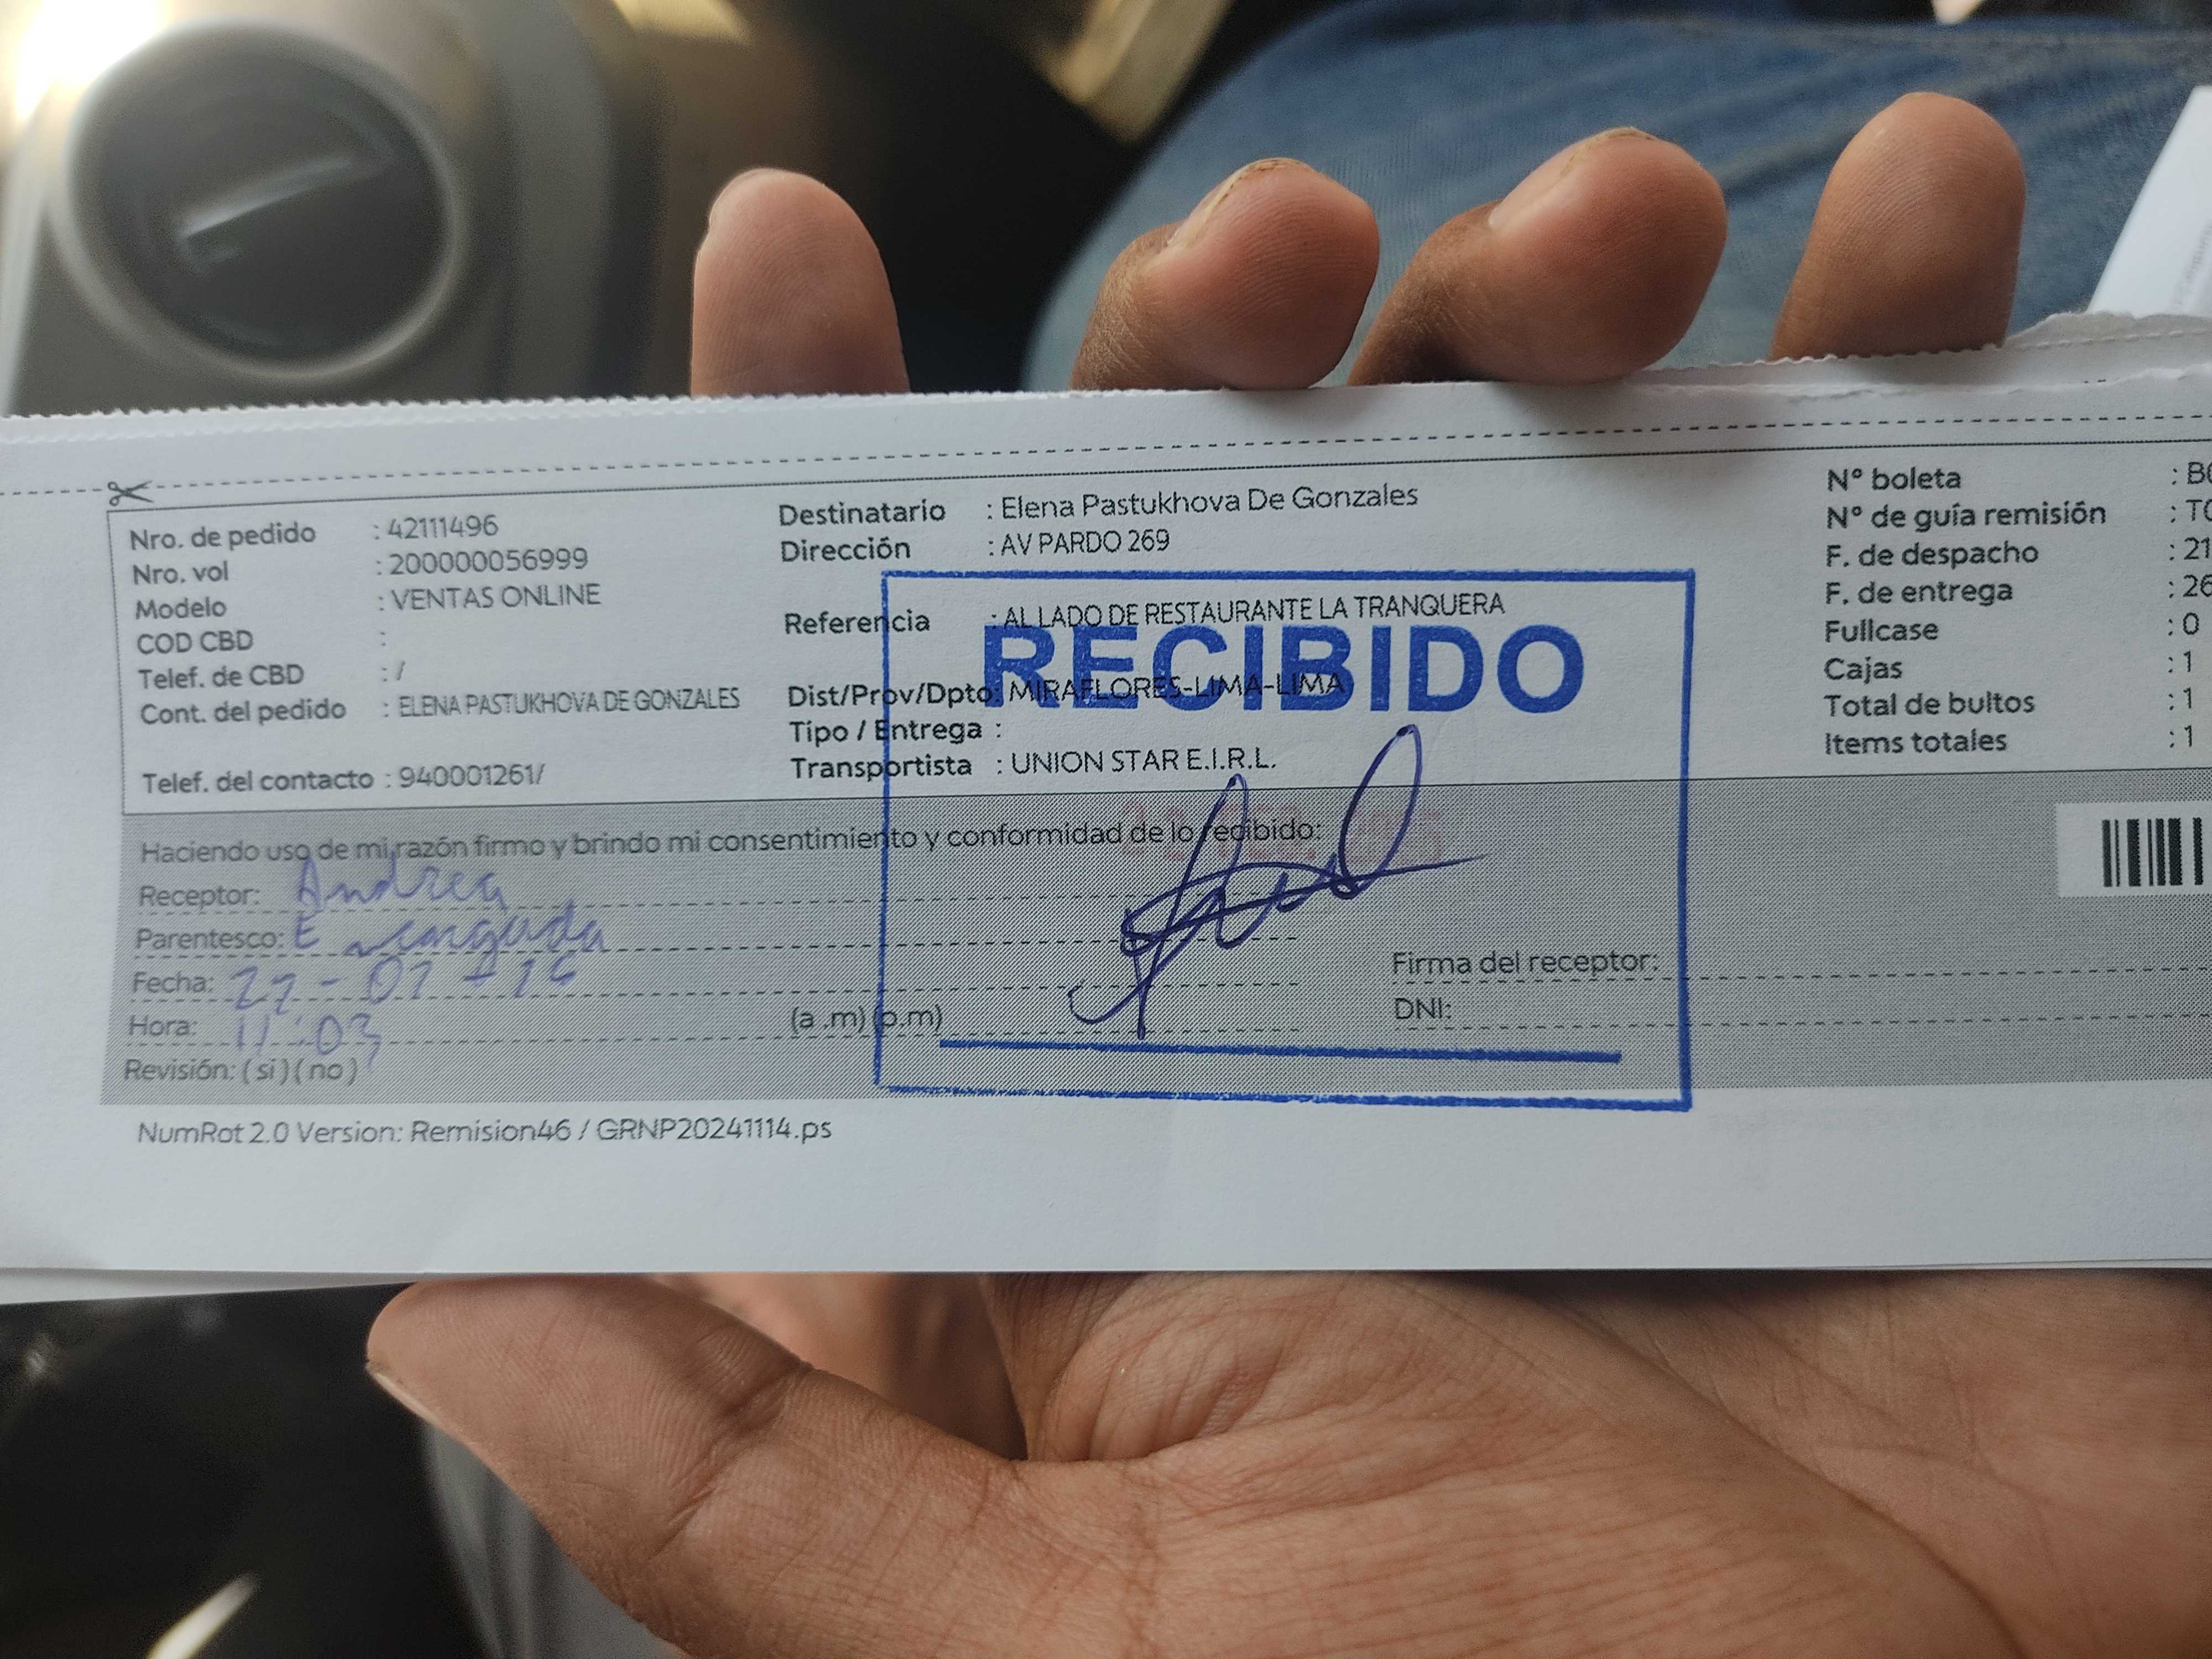 Nro. de pedido : 42111496
Nro. vol : 200000056999
Modelo : VENTAS ONLINE
COD CBD :
Telef. de CBD : /
Cont. del pedido : ELENA PASTUKHOVA DE GONZALES
Telef. del contacto : 940001261/
Destinatario : Elena Pastukhova De Gonzales
Dirección : AV PARDO 269
Referencia : AL LADO DE RESTAURANTE LA TRANQUERA
Dist/Prov/Dpto: MIRAFLORES-LIMA-LIMA
Tipo / Entrega :
Transportista : UNION STAR E.I.R.L.
Nº boleta : B
Nº de guía remisión : T
F. de despacho : 21
F. de entrega : 26
Fullcase : 0
Cajas : 1
Total de bultos : 1
Items totales : 1
RECIBIDO
Haciendo uso de mi razón firmo y brindo mi consentimiento y conformidad de lo recibido:
Receptor: Andrea
Parentesco: Encargada
Fecha:
Hora: 11:03 (a .m) (p.m)
Revisión: ( si ) ( no )
Firma del receptor:
DNI:
NumRot 2.0 Version: Remision46 / GRNP20241114.ps